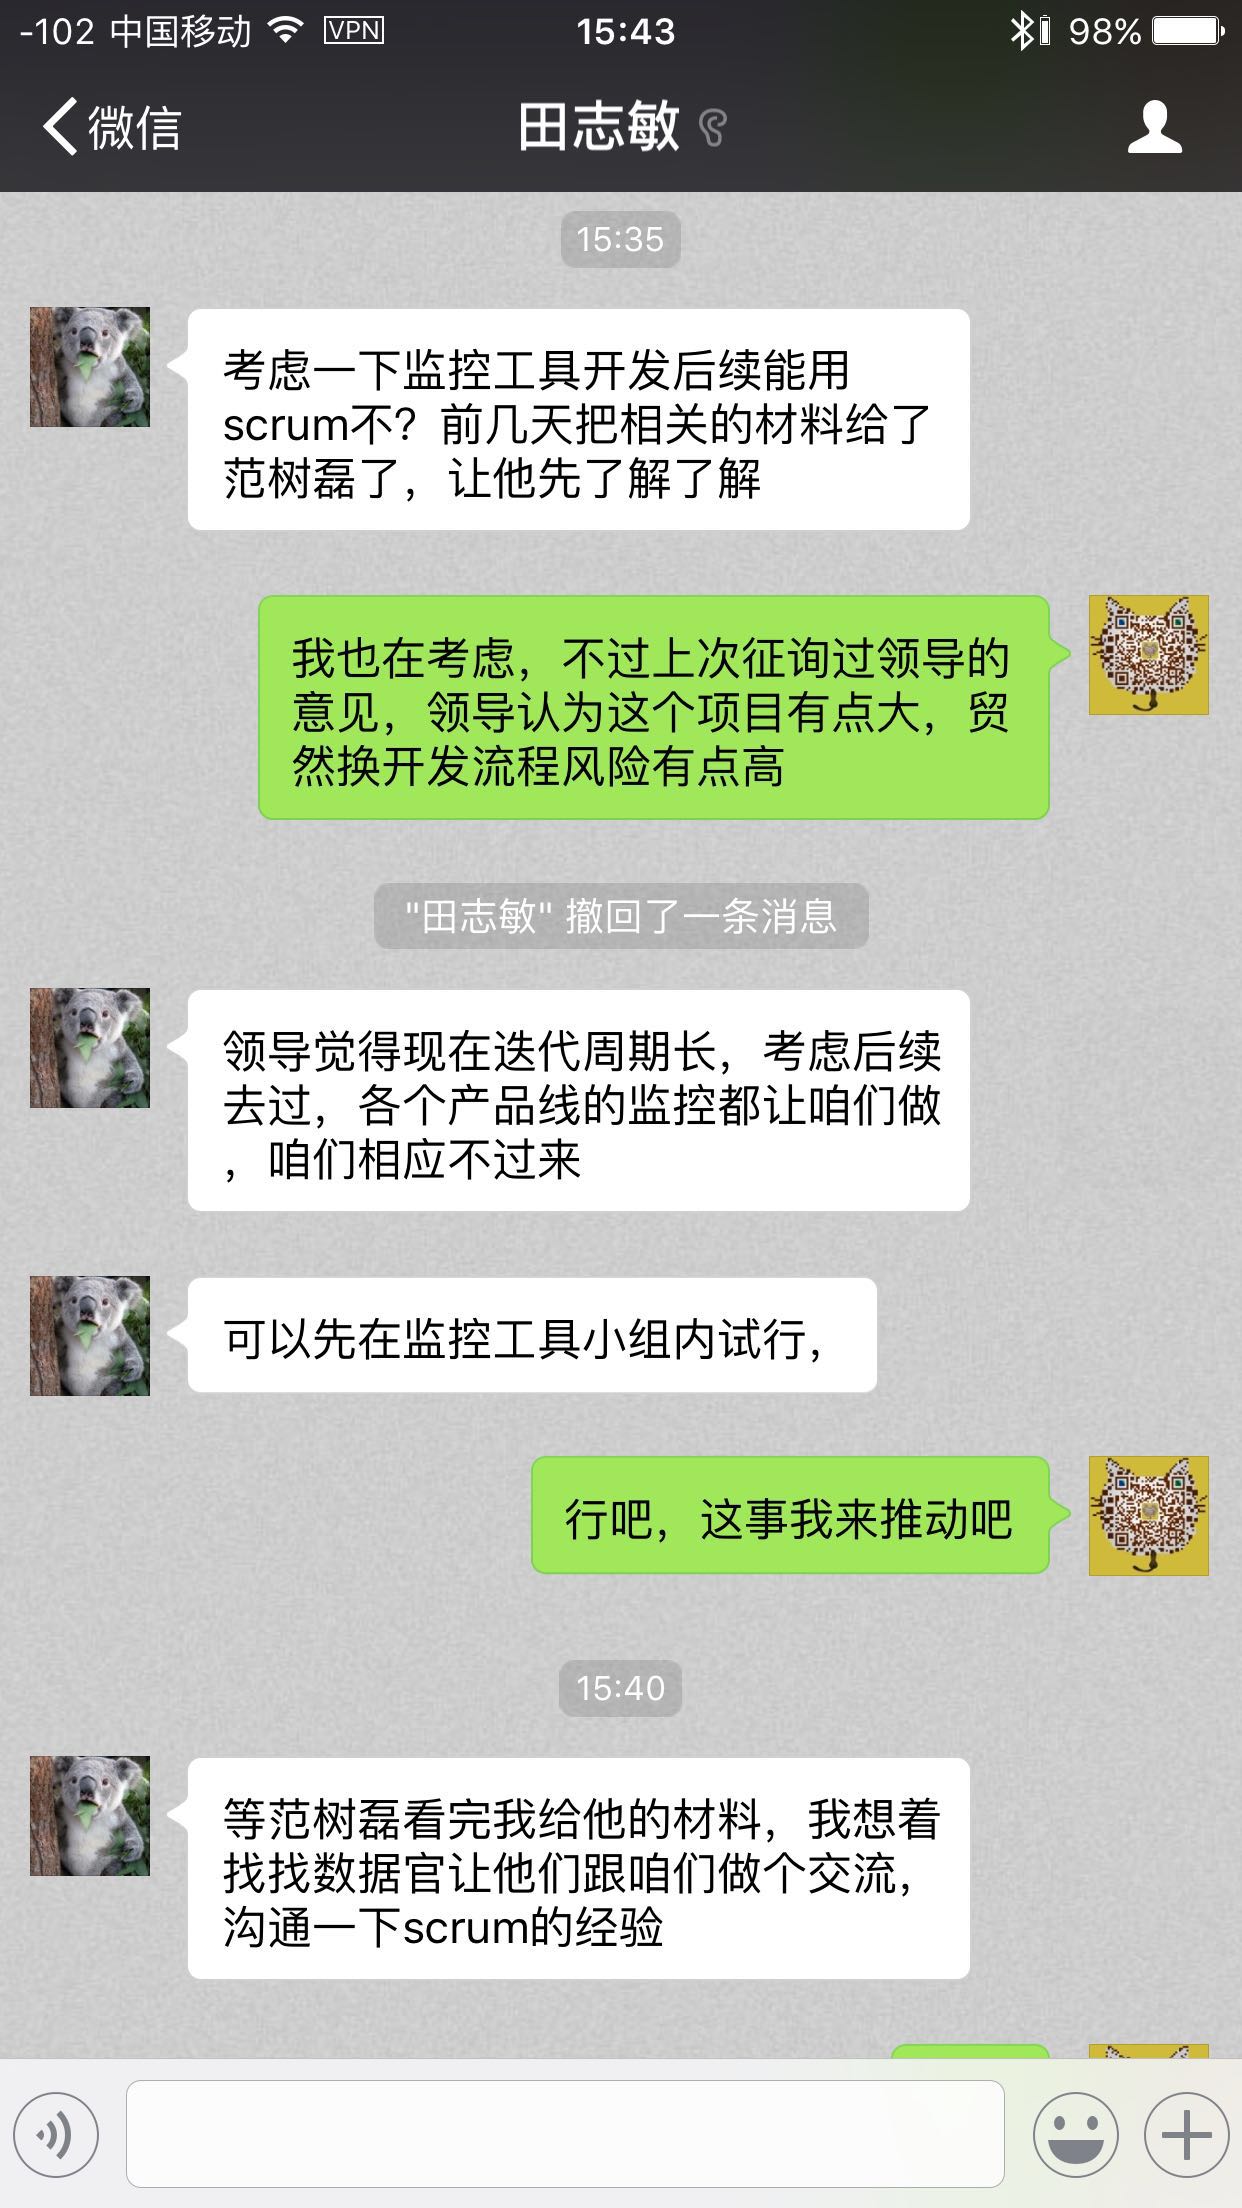 -102 中国移动 VPN 15:43 98%
微信 田志敏
15:35
考虑一下监控工具开发后续能用
scrum不？前几天把相关的材料给了
范树磊了，让他先了解了解
我也在考虑，不过上次征询过领导的
意见，领导认为这个项目有点大，贸
然换开发流程风险有点高
"田志敏" 撤回了一条消息
领导觉得现在迭代周期长，考虑后续
去过，各个产品线的监控都让咱们做
，咱们相应不过来
可以先在监控工具小组内试行，
行吧，这事我来推动吧
15:40
等范树磊看完我给他的材料，我想着
找找数据官让他们跟咱们做个交流，
沟通一下scrum的经验